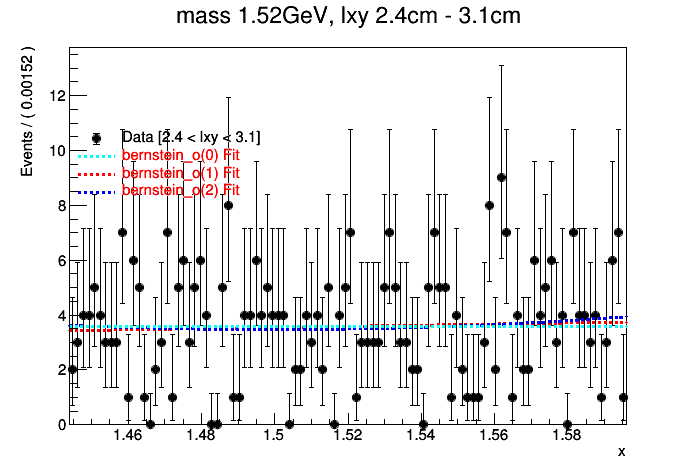 mass 1.52GeV, lxy 2.4cm - 3.1cm
Events / ( 0.00152 )
12
10
8
6
4
2
0
Data [2.4 < lxy < 3.1]
bernstein_o(0) Fit
bernstein_o(1) Fit
bernstein_o(2) Fit
1.46 1.48 1.5 1.52 1.54 1.56 1.58
x